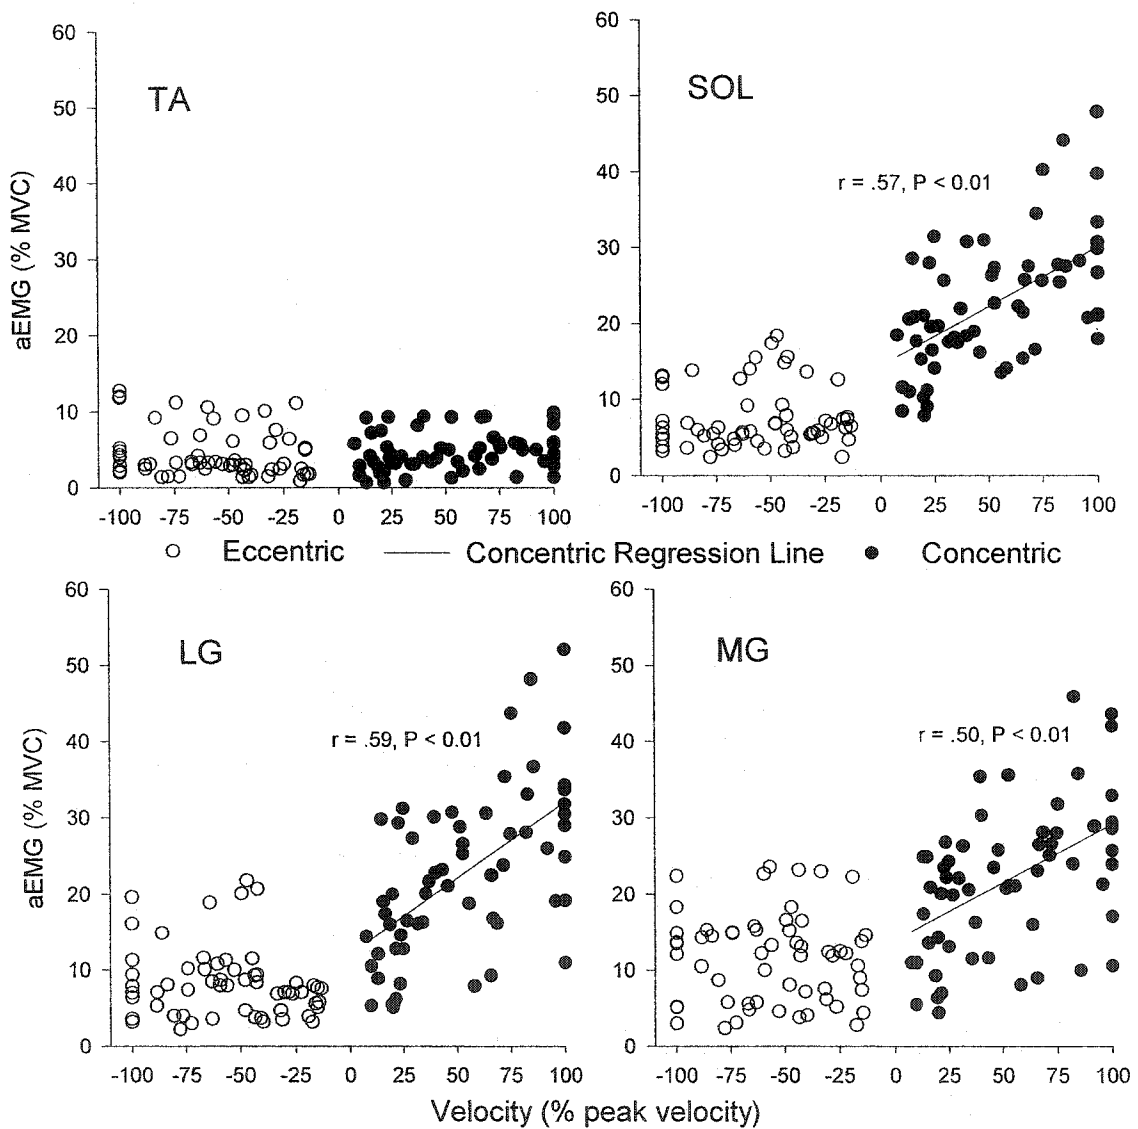 60
50
40
30
20
10
0
aEMG (% MVC)
TA
-100 -75 -50 -25 0 25 50 75 100
60
50
40
30
20
10
0
SOL
r = .57, P < 0.01
-100 -75 -50 -25 0 25 50 75 100
Eccentric Concentric Regression Line Concentric
60
50
40
30
20
10
0
aEMG (% MVC)
LG
r = .59, P < 0.01
-100 -75 -50 -25 0 25 50 75 100
60
50
40
30
20
10
0
MG
r = .50, P < 0.01
-100 -75 -50 -25 0 25 50 75 100
Velocity (% peak velocity)